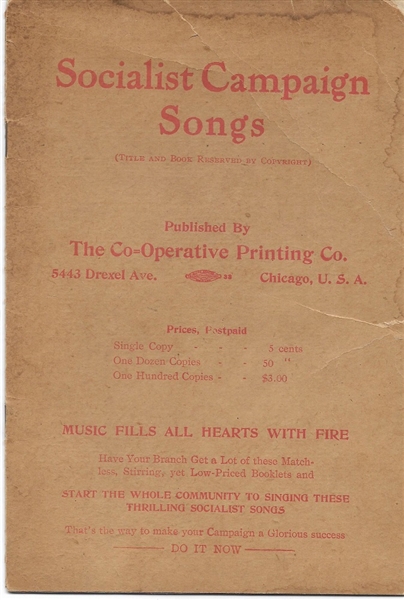 Socialist Campaign
Songs
(Title and Book Reserved by Copyright)
Published By
The Co=Operative Printing Co.
5443 Drexel Ave. Chicago, U. S. A.
Prices, Postpaid
Single Copy - - - 5 cents
One Dozen Copies - - 50 "
One Hundred Copies - - $3.00
MUSIC FILLS ALL HEARTS WITH FIRE
Have Your Branch Get a Lot of these Match-
less, Stirring, yet Low-Priced Booklets and
START THE WHOLE COMMUNITY TO SINGING THESE
THRILLING SOCIALIST SONGS
That's the way to make your Campaign a Glorious success
DO IT NOW